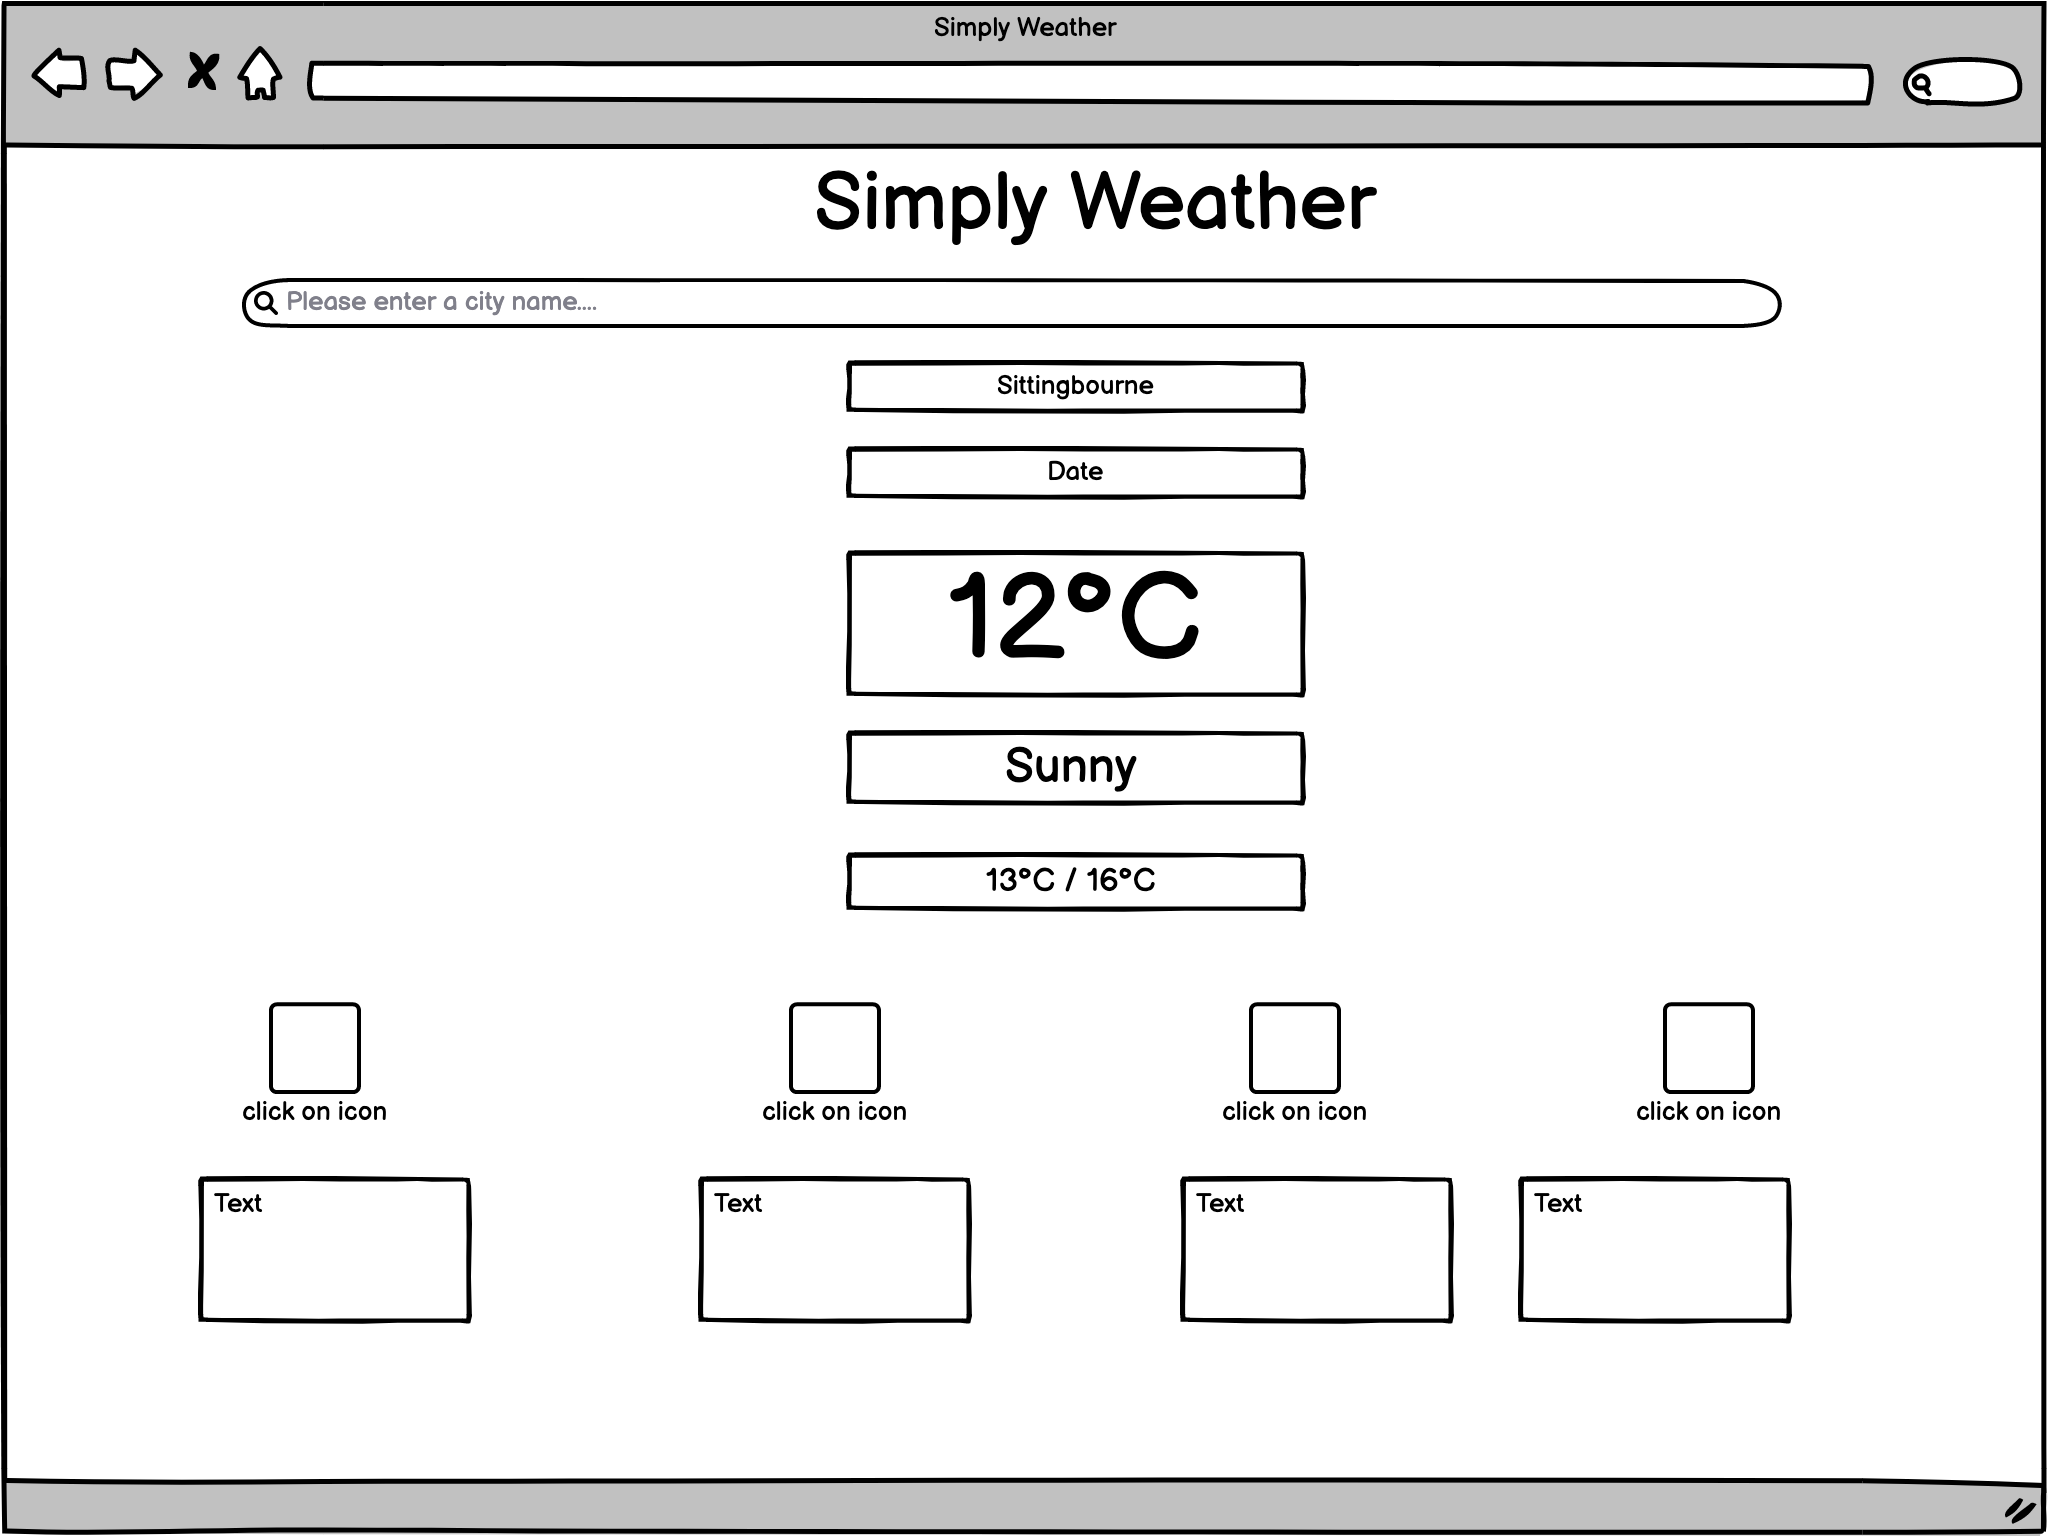 Simply Weather
Simply Weather
Please enter a city name....
Sittingbourne
Date
12°C
Sunny
13°C / 16°C
click on icon
click on icon
click on icon
click on icon
Text
Text
Text
Text